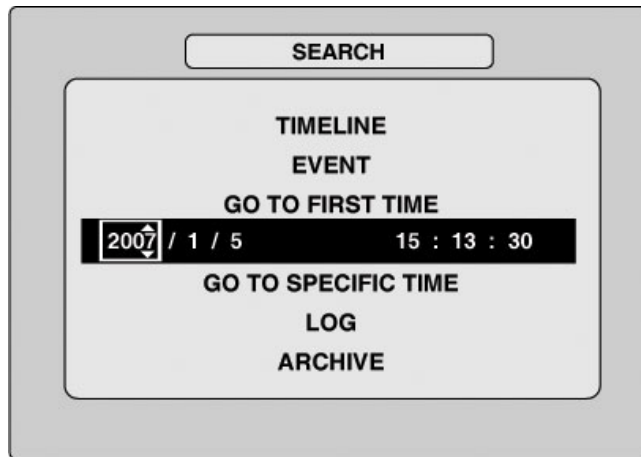 SEARCH
TIMELINE
EVENT
GO TO FIRST TIME
2007 / 1 / 5 15 : 13 : 30
GO TO SPECIFIC TIME
LOG
ARCHIVE